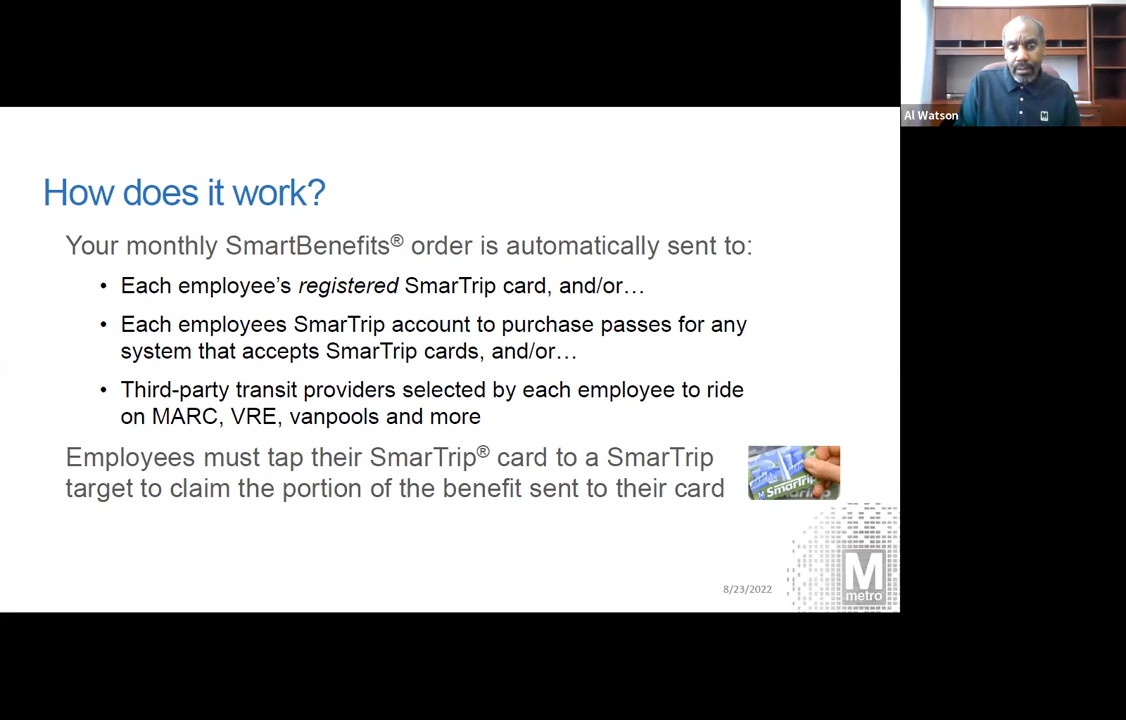 Al Watson
How does it work?
Your monthly SmartBenefits® order is automatically sent to:
• Each employee's registered SmarTrip card, and/or…
• Each employees SmarTrip account to purchase passes for any
system that accepts SmarTrip cards, and/or…
• Third-party transit providers selected by each employee to ride
on MARC, VRE, vanpools and more
Employees must tap their SmarTrip® card to a SmarTrip
target to claim the portion of the benefit sent to their card
M SmarTrip
8/23/2022
M
metro
M